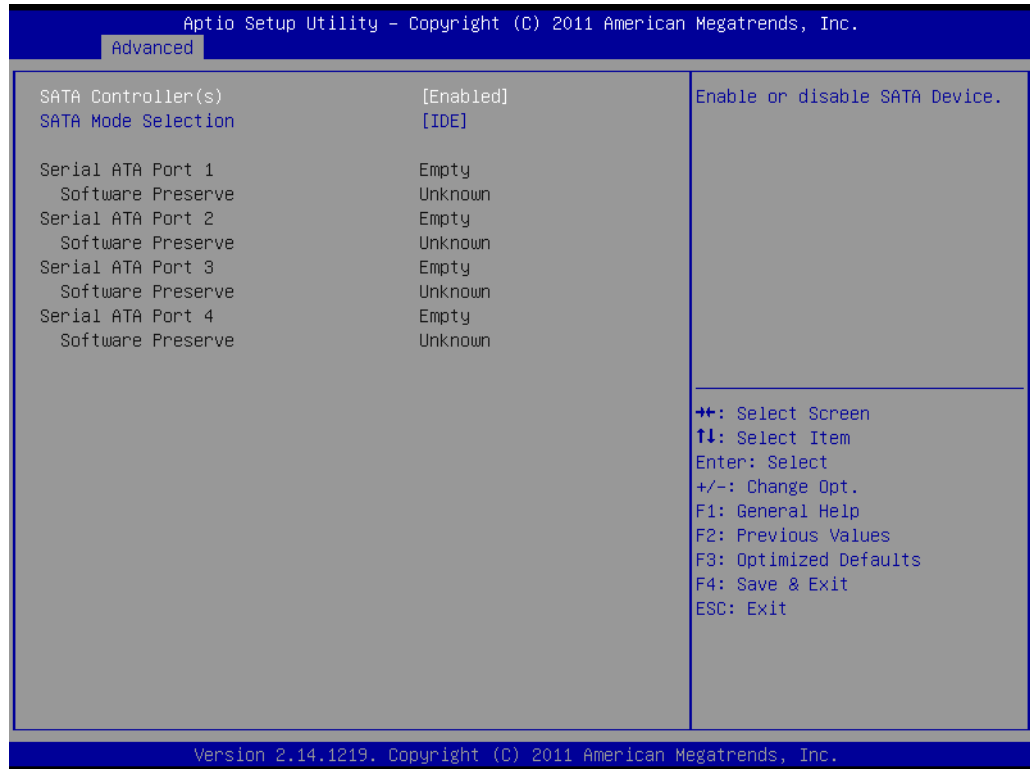 Aptio Setup Utility – Copyright (C) 2011 American Megatrends, Inc.
Advanced
SATA Controller(s) [Enabled]
SATA Mode Selection [IDE]
Serial ATA Port 1 Empty
Software Preserve Unknown
Serial ATA Port 2 Empty
Software Preserve Unknown
Serial ATA Port 3 Empty
Software Preserve Unknown
Serial ATA Port 4 Empty
Software Preserve Unknown
Enable or disable SATA Device.
→←: Select Screen
↑↓: Select Item
Enter: Select
+/-: Change Opt.
F1: General Help
F2: Previous Values
F3: Optimized Defaults
F4: Save & Exit
ESC: Exit
Version 2.14.1219. Copyright (C) 2011 American Megatrends, Inc.